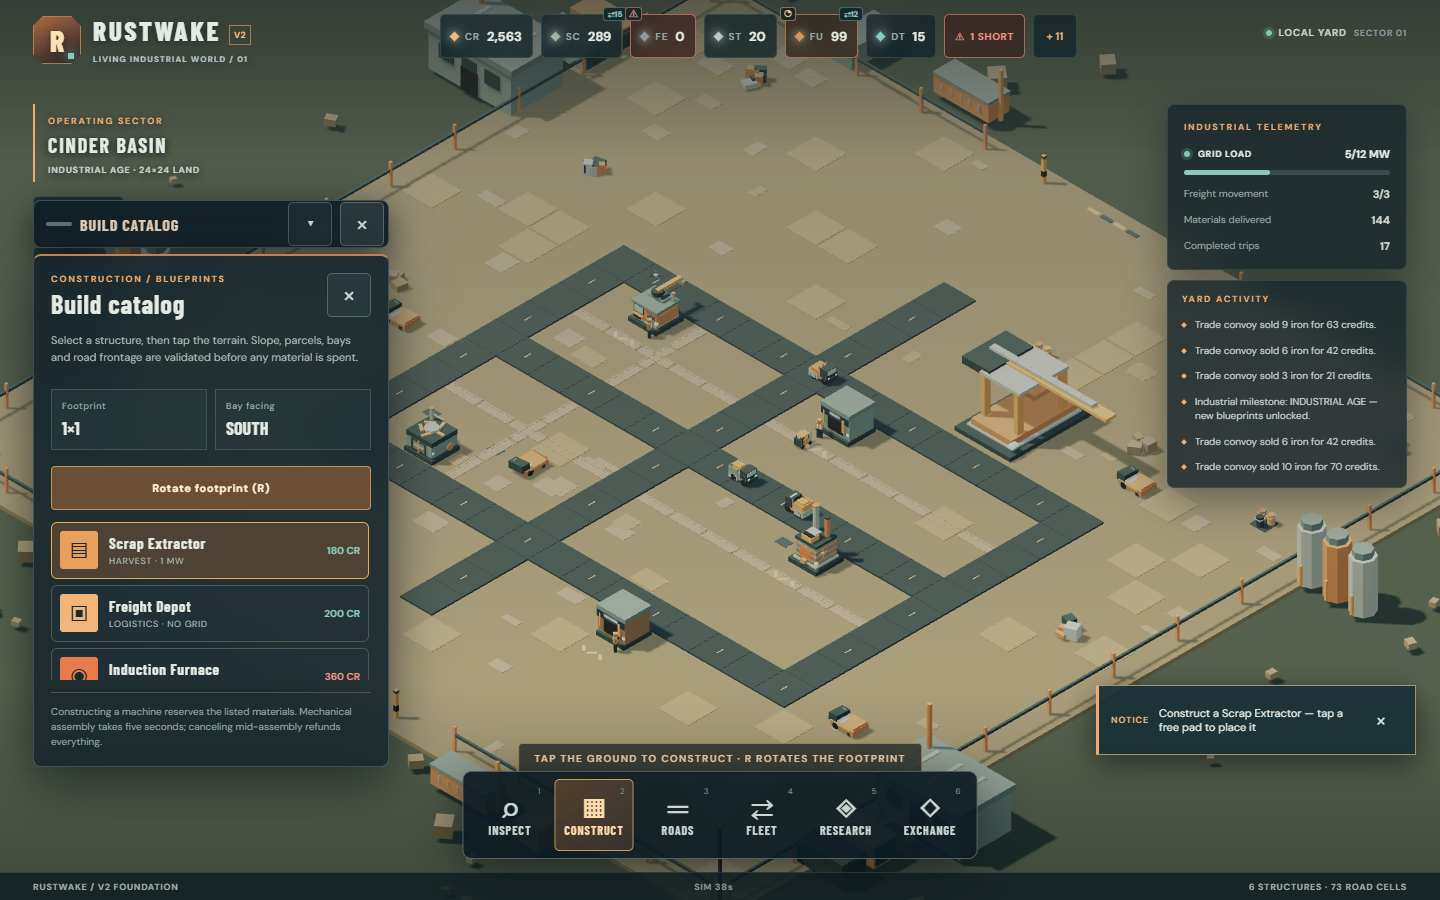 R
RUSTWAKE V2
LIVING INDUSTRIAL WORLD / 01
CR 2,563
⇄15
SC 289
FE 0
ST 20
FU 99
⇄12
DT 15
⚠ 1 SHORT
+ 11
LOCAL YARD SECTOR 01
OPERATING SECTOR
CINDER BASIN
INDUSTRIAL AGE · 24×24 LAND
BUILD CATALOG ▼ ×
CONSTRUCTION / BLUEPRINTS
Build catalog ×
Select a structure, then tap the terrain. Slope, parcels, bays
and road frontage are validated before any material is spent.
Footprint
1×1
Bay facing
SOUTH
Rotate footprint (R)
Scrap Extractor
HARVEST · 1 MW
180 CR
Freight Depot
LOGISTICS · NO GRID
200 CR
Induction Furnace
360 CR
Constructing a machine reserves the listed materials. Mechanical
assembly takes five seconds; canceling mid-assembly refunds
everything.
INDUSTRIAL TELEMETRY
GRID LOAD 5/12 MW
Freight movement 3/3
Materials delivered 144
Completed trips 17
YARD ACTIVITY
Trade convoy sold 9 iron for 63 credits.
Trade convoy sold 6 iron for 42 credits.
Trade convoy sold 3 iron for 21 credits.
Industrial milestone: INDUSTRIAL AGE —
new blueprints unlocked.
Trade convoy sold 6 iron for 42 credits.
Trade convoy sold 10 iron for 70 credits.
NOTICE
Construct a Scrap Extractor — tap a
free pad to place it
×
TAP THE GROUND TO CONSTRUCT · R ROTATES THE FOOTPRINT
1
INSPECT
2
CONSTRUCT
3
ROADS
4
FLEET
5
RESEARCH
6
EXCHANGE
RUSTWAKE / V2 FOUNDATION
SIM 38s
6 STRUCTURES · 73 ROAD CELLS